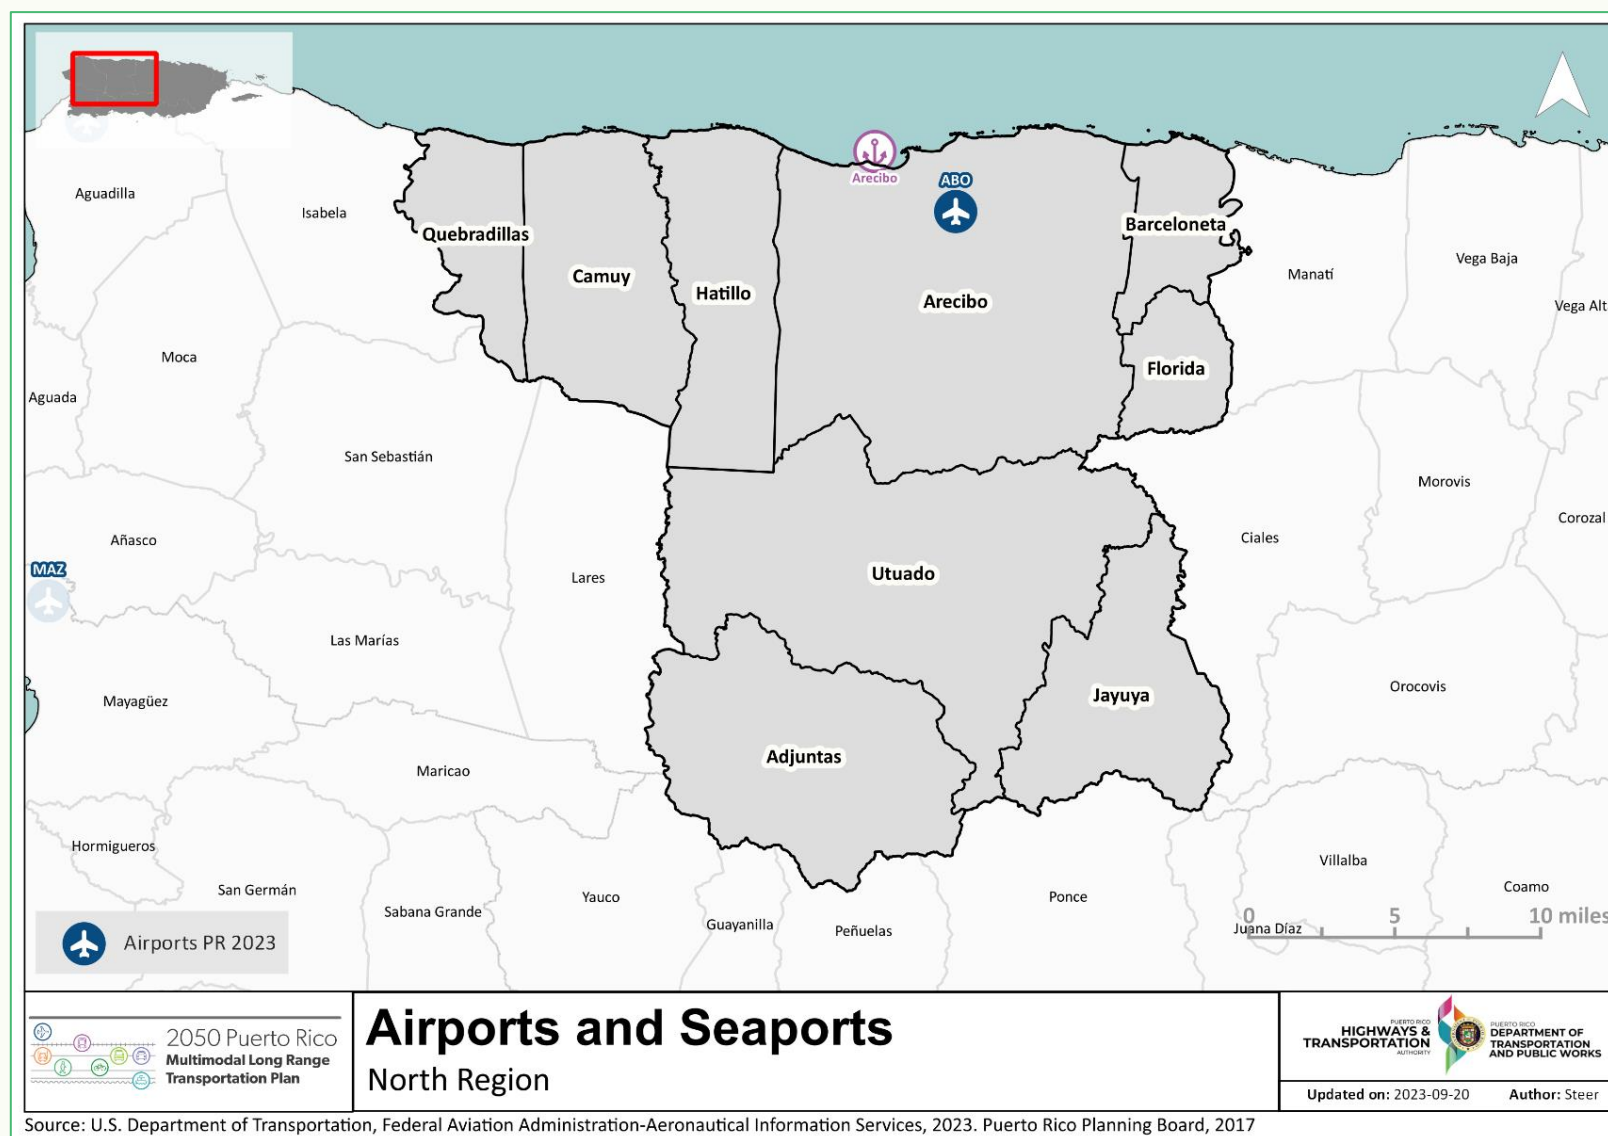 Arecibo
ABO
Aguadilla
Isabela
Quebradillas
Barceloneta
Camuy
Hatillo
Arecibo
Manatí
Vega Baja
Vega Alt
Moca
Florida
Aguada
San Sebastián
Morovis
Corozal
Añasco
Ciales
MAZ
Lares
Utuado
Las Marías
Mayagüez
Jayuya
Orocovis
Adjuntas
Maricao
Hormigueros
Villalba
San Germán
Sabana Grande
Yauco
Guayanilla
Peñuelas
Ponce
Coamo
Juana Díaz
0 5 10 miles
Airports PR 2023
2050 Puerto Rico
Multimodal Long Range
Transportation Plan
Airports and Seaports
North Region
PUERTO RICO
HIGHWAYS &
TRANSPORTATION
AUTHORITY
PUERTO RICO
DEPARTMENT OF
TRANSPORTATION
AND PUBLIC WORKS
Updated on: 2023-09-20 Author: Steer
Source: U.S. Department of Transportation, Federal Aviation Administration-Aeronautical Information Services, 2023. Puerto Rico Planning Board, 2017